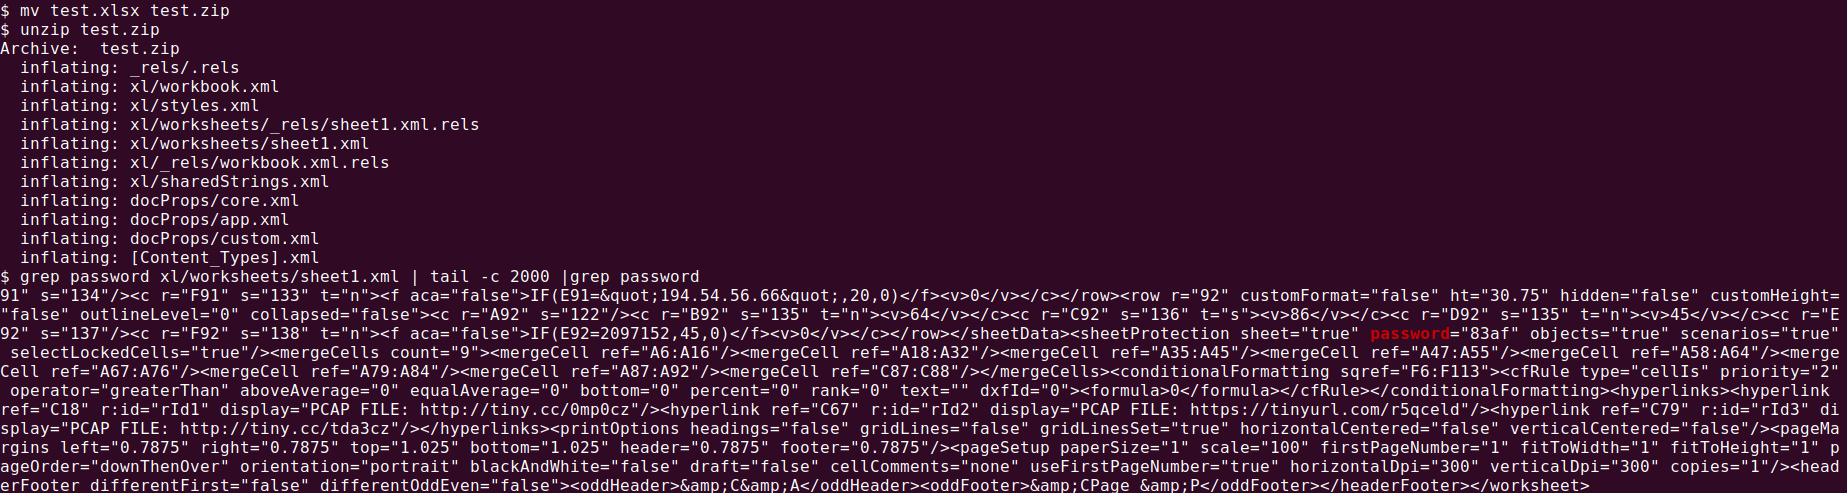 $ mv test.xlsx test.zip
$ unzip test.zip
Archive:  test.zip
  inflating: _rels/.rels
  inflating: xl/workbook.xml
  inflating: xl/styles.xml
  inflating: xl/worksheets/_rels/sheet1.xml.rels
  inflating: xl/worksheets/sheet1.xml
  inflating: xl/_rels/workbook.xml.rels
  inflating: xl/sharedStrings.xml
  inflating: docProps/core.xml
  inflating: docProps/app.xml
  inflating: docProps/custom.xml
  inflating: [Content_Types].xml
$ grep password xl/worksheets/sheet1.xml | tail -c 2000 |grep password
91" s="134"/><c r="F91" s="133" t="n"><f aca="false">IF(E91=&quot;194.54.56.66&quot;,20,0)</f><v>0</v></c></row><row r="92" customFormat="false" ht="30.75" hidden="false" customHeight=
"false" outlineLevel="0" collapsed="false"><c r="A92" s="122"/><c r="B92" s="135" t="n"><v>64</v></c><c r="C92" s="136" t="s"><v>86</v></c><c r="D92" s="135" t="n"><v>45</v></c><c r="E
92" s="137"/><c r="F92" s="138" t="n"><f aca="false">IF(E92=2097152,45,0)</f><v>0</v></c></row></sheetData><sheetProtection sheet="true" password="83af" objects="true" scenarios="true"
 selectLockedCells="true"/><mergeCells count="9"><mergeCell ref="A6:A16"/><mergeCell ref="A18:A32"/><mergeCell ref="A35:A45"/><mergeCell ref="A47:A55"/><mergeCell ref="A58:A64"/><merge
Cell ref="A67:A76"/><mergeCell ref="A79:A84"/><mergeCell ref="A87:A92"/><mergeCell ref="C87:C88"/></mergeCells><conditionalFormatting sqref="F6:F113"><cfRule type="cellIs" priority="2"
 operator="greaterThan" aboveAverage="0" equalAverage="0" bottom="0" percent="0" rank="0" text="" dxfId="0"><formula>0</formula></cfRule></conditionalFormatting><hyperlinks><hyperlink 
ref="C18" r:id="rId1" display="PCAP FILE: http://tiny.cc/0mp0cz"/><hyperlink ref="C67" r:id="rId2" display="PCAP FILE: https://tinyurl.com/r5qceld"/><hyperlink ref="C79" r:id="rId3" di
splay="PCAP FILE: http://tiny.cc/tda3cz"/></hyperlinks><printOptions headings="false" gridLines="false" gridLinesSet="true" horizontalCentered="false" verticalCentered="false"/><pageMa
rgins left="0.7875" right="0.7875" top="1.025" bottom="1.025" header="0.7875" footer="0.7875"/><pageSetup paperSize="1" scale="100" firstPageNumber="1" fitToWidth="1" fitToHeight="1" p
ageOrder="downThenOver" orientation="portrait" blackAndWhite="false" draft="false" cellComments="none" useFirstPageNumber="true" horizontalDpi="300" verticalDpi="300" copies="1"/><head
erFooter differentFirst="false" differentOddEven="false"><oddHeader>&amp;C&amp;A</oddHeader><oddFooter>&amp;CPage &amp;P</oddFooter></headerFooter></worksheet>